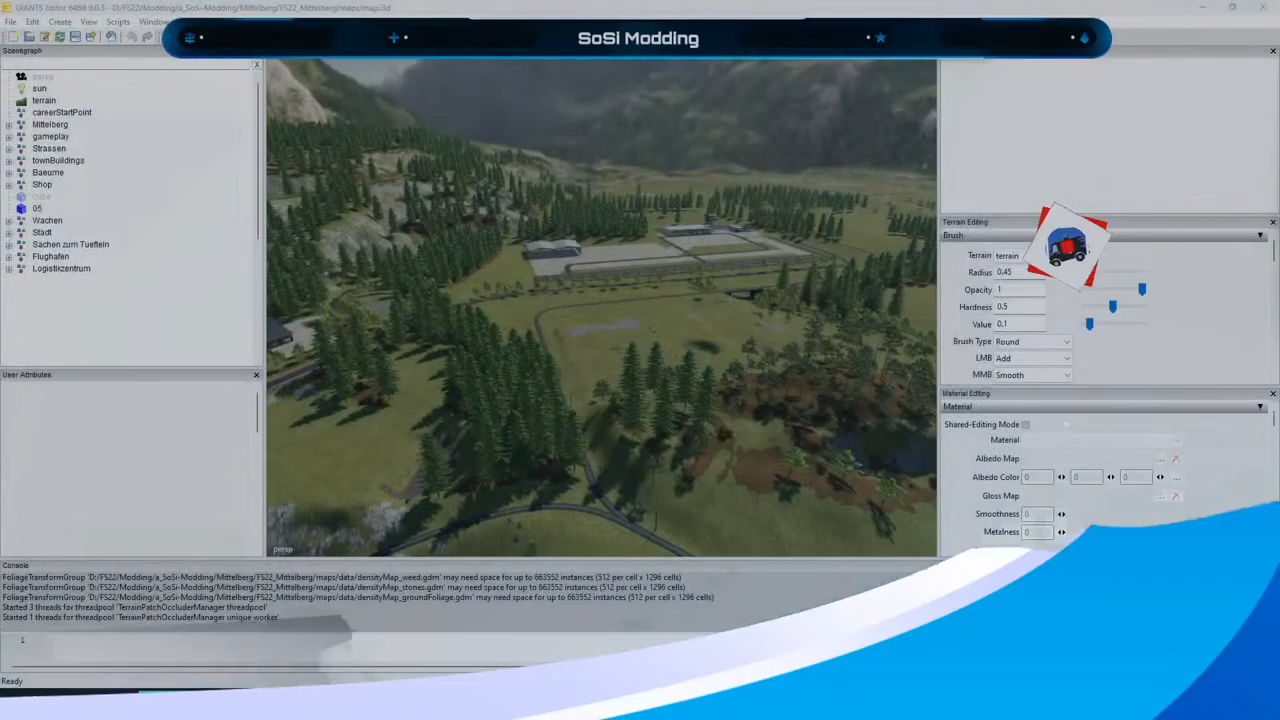 GIANTS Editor 64bit 9.0.3 - D:/FS22/Modding/a_SoSi-Modding/Mittelberg/FS22_Mittelberg/maps/map.i3d
File Edit Create View Scripts Window
SoSi Modding
Scenegraph
persp
sun
terrain
careerStartPoint
Mittelberg
gameplay
Strassen
townBuildings
Baeume
Shop
cube
05
Wachen
Stadt
Sachen zum Tuefteln
Flughafen
Logistikzentrum
User Attributes
persp
Terrain Editing
Brush
Terrain terrain
Radius 0.45
Opacity 1
Hardness 0.5
Value 0.1
Brush Type Round
LMB Add
MMB Smooth
Material Editing
Material
Shared-Editing Mode
Material
Albedo Map ...
Albedo Color 0 0 0 ...
Gloss Map ...
Smoothness 0
Metalness 0
Console
FoliageTransformGroup 'D:/FS22/Modding/a_SoSi-Modding/Mittelberg/FS22_Mittelberg/maps/data/densityMap_weed.gdm' may need space for up to 663552 instances (512 per cell x 1296 cells)
FoliageTransformGroup 'D:/FS22/Modding/a_SoSi-Modding/Mittelberg/FS22_Mittelberg/maps/data/densityMap_stones.gdm' may need space for up to 663552 instances (512 per cell x 1296 cells)
FoliageTransformGroup 'D:/FS22/Modding/a_SoSi-Modding/Mittelberg/FS22_Mittelberg/maps/data/densityMap_groundFoliage.gdm' may need space for up to 663552 instances (512 per cell x 1296 cells)
Started 3 threads for threadpool 'TerrainPatchOccluderManager threadpool'
Started 1 threads for threadpool 'TerrainPatchOccluderManager unique worker'
1
Ready